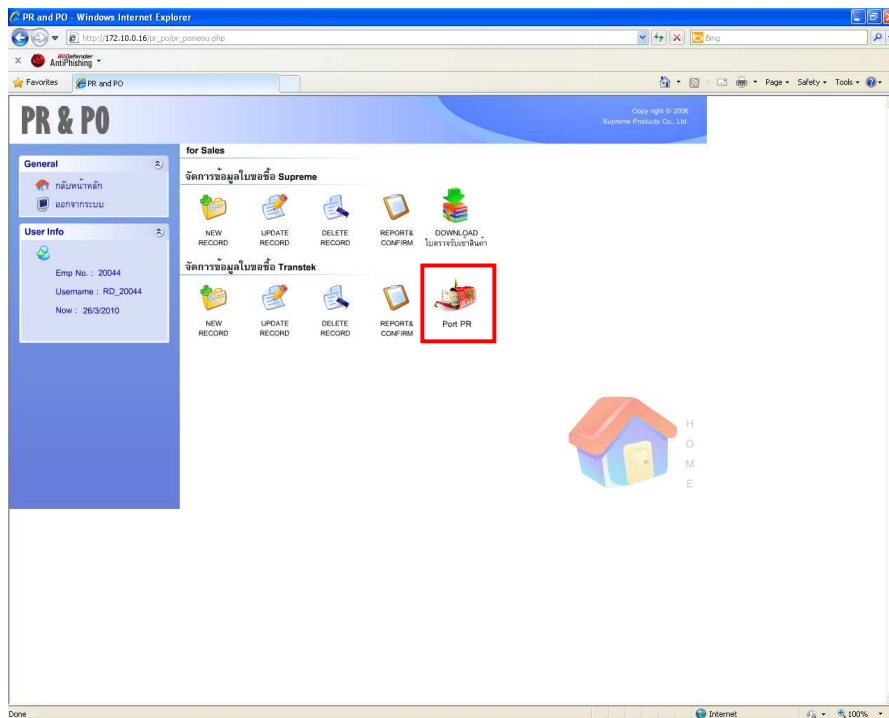 PR and PO - Windows Internet Explorer
http://172.10.0.16/pr_po/pr_pomenu.php
Bing
x BitDefender AntiPhishing
Favorites PR and PO Page Safety Tools
PR & PO
Copy right © 2006
Supreme Products Co., Ltd.
for Sales
General
กลับหน้าหลัก
ออกจากระบบ
User Info
Emp No. : 20044
Username : RD_20044
Now : 26/3/2010
จัดการข้อมูลใบขอซื้อ Supreme
NEW RECORD
UPDATE RECORD
DELETE RECORD
REPORT& CONFIRM
DOWNLOAD
ใบตรวจรับเข้าสินค้า
จัดการข้อมูลใบขอซื้อ Transtek
NEW RECORD
UPDATE RECORD
DELETE RECORD
REPORT& CONFIRM
Port PR
H
O
M
E
Done Internet 100%